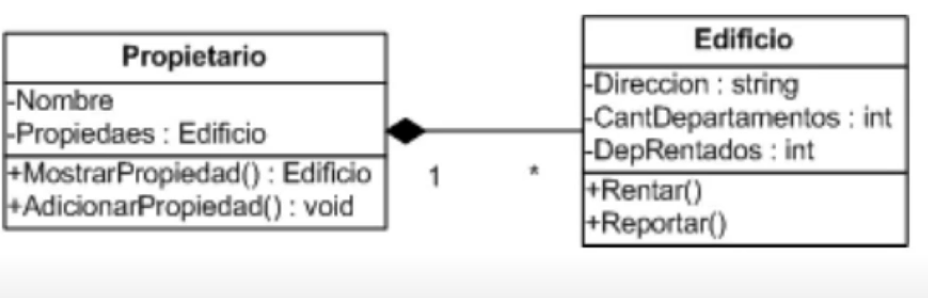 Propietario
-Nombre
-Propiedaes : Edificio
+MostrarPropiedad() : Edificio
+AdicionarPropiedad() : void
1
*
Edificio
-Direccion : string
-CantDepartamentos : int
-DepRentados : int
+Rentar()
+Reportar()